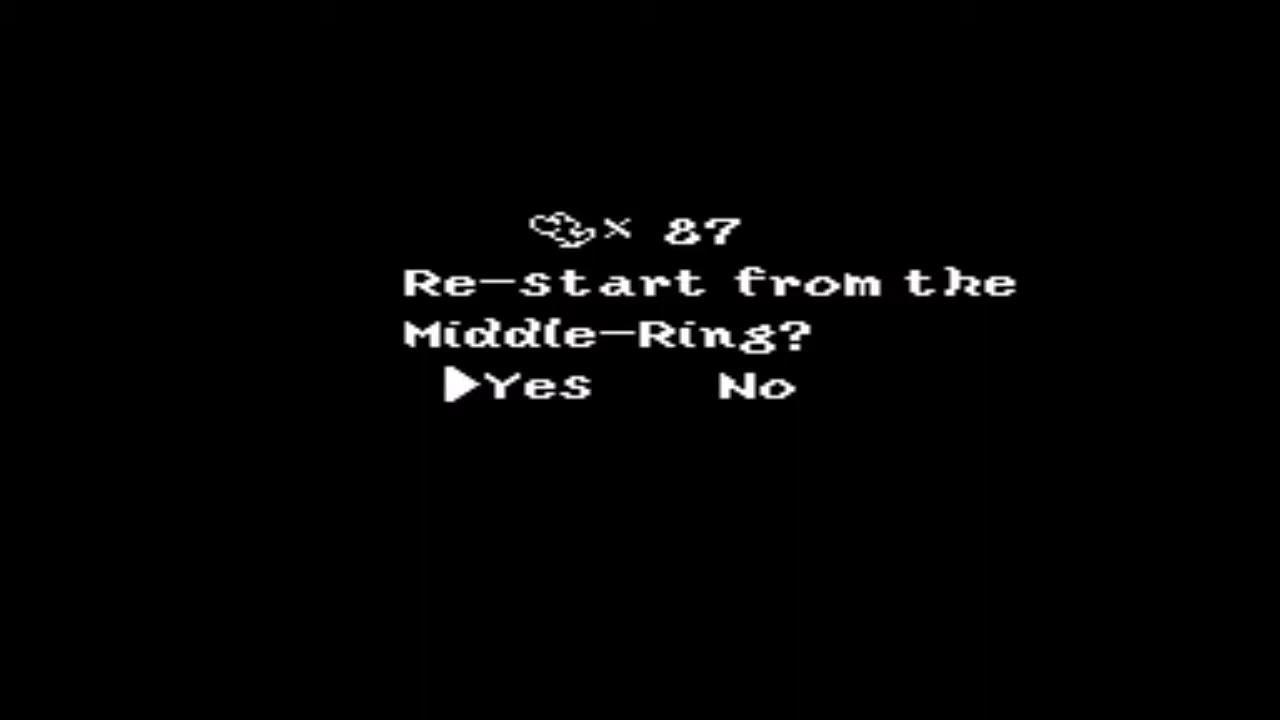 × 87
Re-start from the
Middle-Ring?
▶Yes No